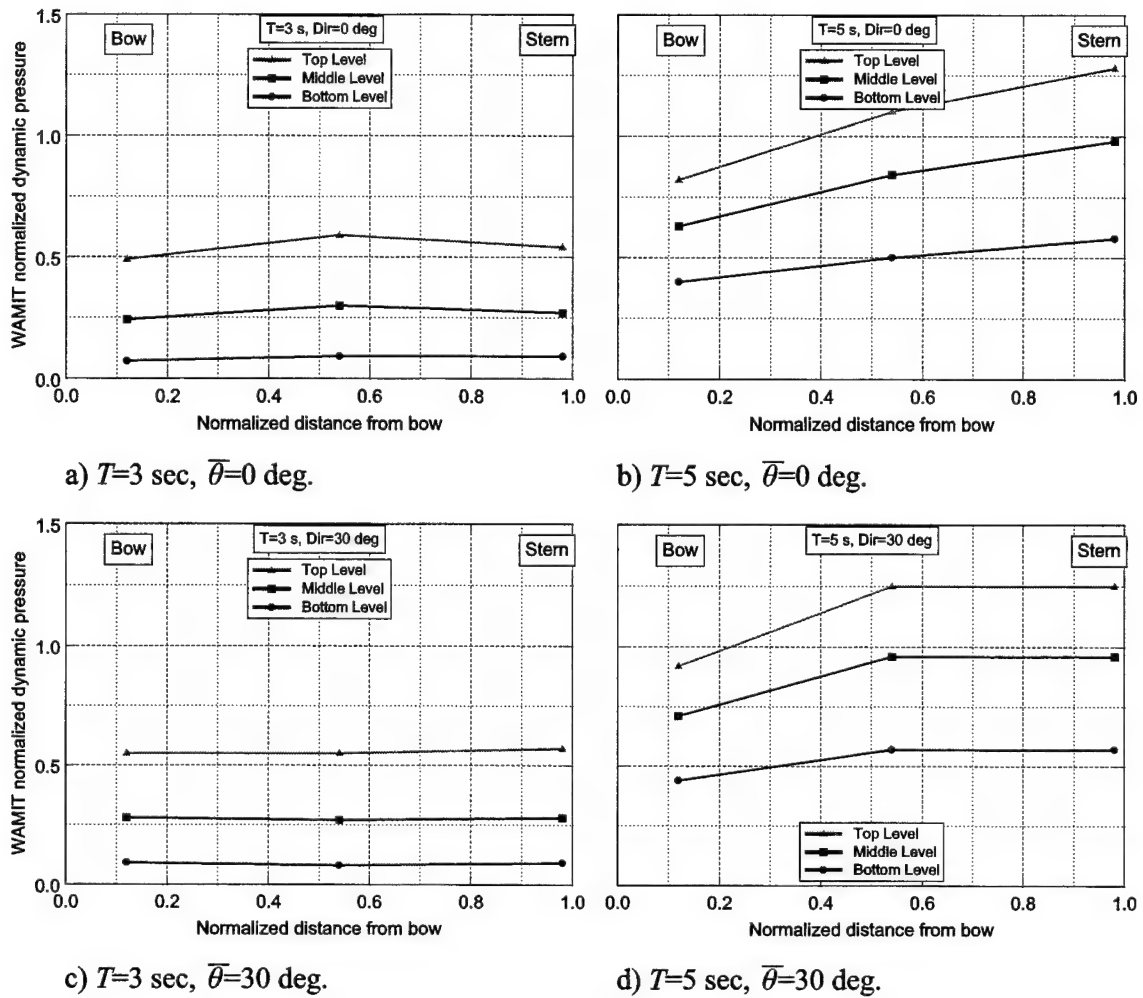 1.5
Bow
T=3 s, Dir=0 deg
Stern
Top Level
Middle Level
Bottom Level
1.0
0.5
0.0
WAMIT normalized dynamic pressure
0.0 0.2 0.4 0.6 0.8 1.0
Normalized distance from bow
a) T=3 sec, θ̅=0 deg.
Bow
T=5 s, Dir=0 deg
Stern
Top Level
Middle Level
Bottom Level
0.0 0.2 0.4 0.6 0.8 1.0
Normalized distance from bow
b) T=5 sec, θ̅=0 deg.
1.5
Bow
T=3 s, Dir=30 deg
Stern
Top Level
Middle Level
Bottom Level
1.0
0.5
0.0
WAMIT normalized dynamic pressure
0.0 0.2 0.4 0.6 0.8 1.0
Normalized distance from bow
c) T=3 sec, θ̅=30 deg.
Bow
T=5 s, Dir=30 deg
Stern
Top Level
Middle Level
Bottom Level
0.0 0.2 0.4 0.6 0.8 1.0
Normalized distance from bow
d) T=5 sec, θ̅=30 deg.